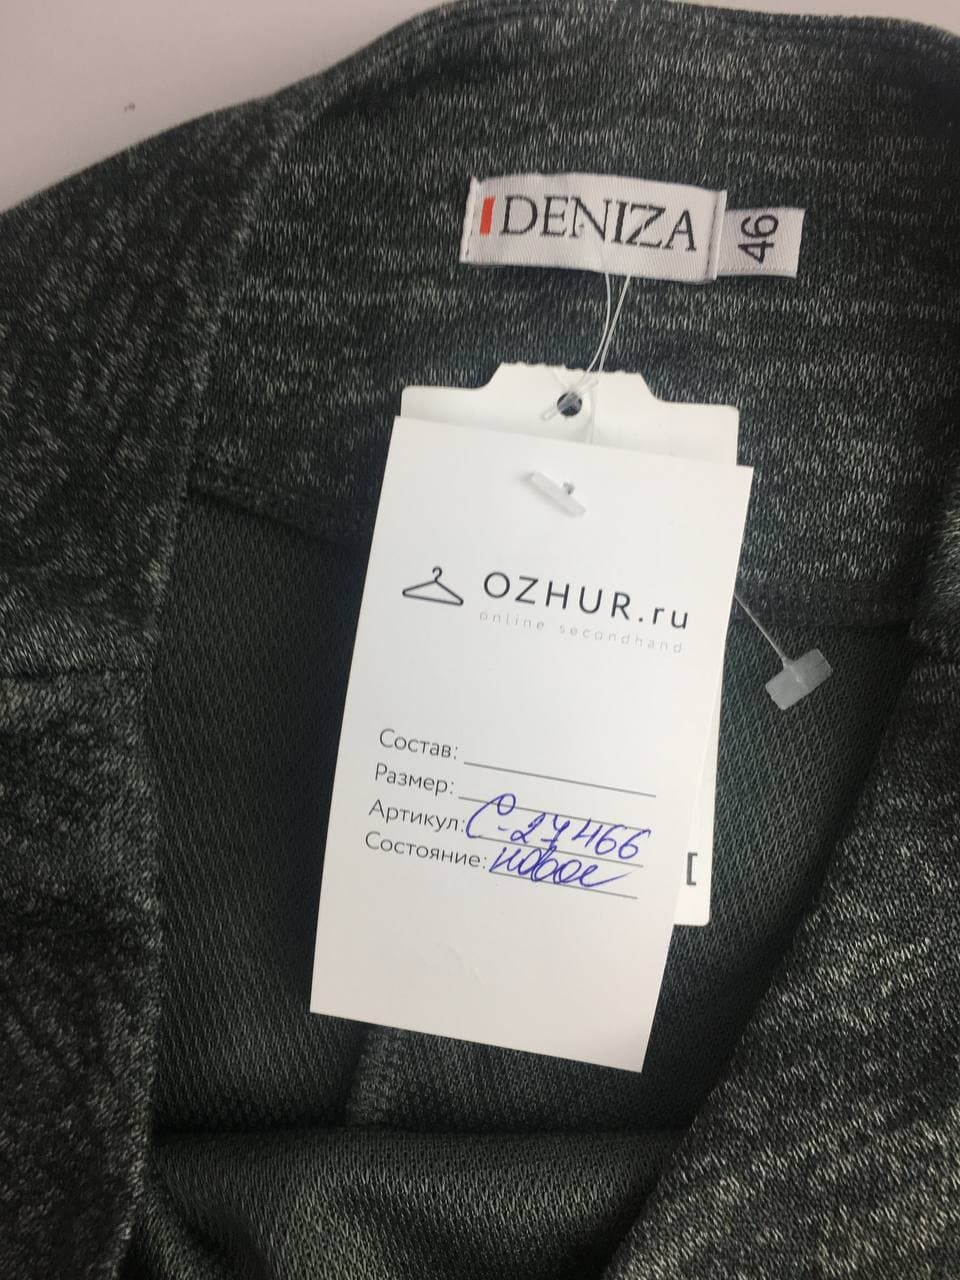 DENIZA
46
OZHUR.ru
online secondhand
Состав:
Размер:
Артикул: С-27466
Состояние: новое